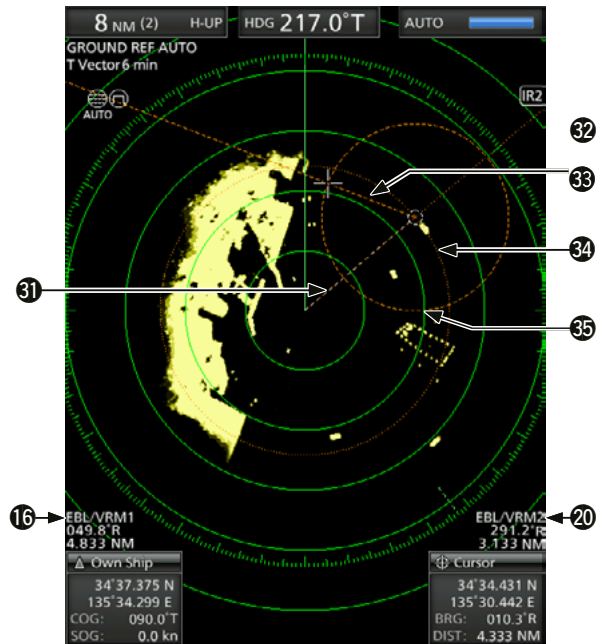 8 NM (2) H-UP HDG 217.0°T AUTO
GROUND REF AUTO
T Vector 6 min
AUTO
IR2
32
33
34
31
35
16 EBL/VRM1
049.8°R
4.833 NM
EBL/VRM2 20
291.2°R
3.133 NM
Own Ship
34°37.375 N
135°34.299 E
COG: 090.0°T
SOG: 0.0 kn
Cursor
34°34.431 N
135°30.442 E
BRG: 010.3°R
DIST: 4.333 NM